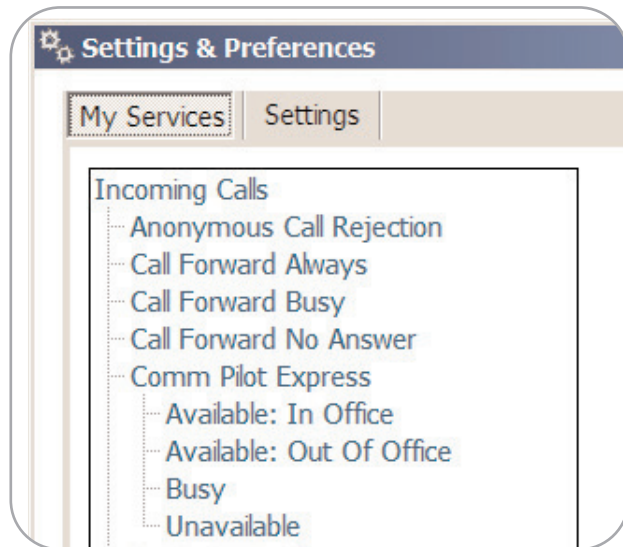 Settings & Preferences
My Services Settings
Incoming Calls
Anonymous Call Rejection
Call Forward Always
Call Forward Busy
Call Forward No Answer
Comm Pilot Express
Available: In Office
Available: Out Of Office
Busy
Unavailable